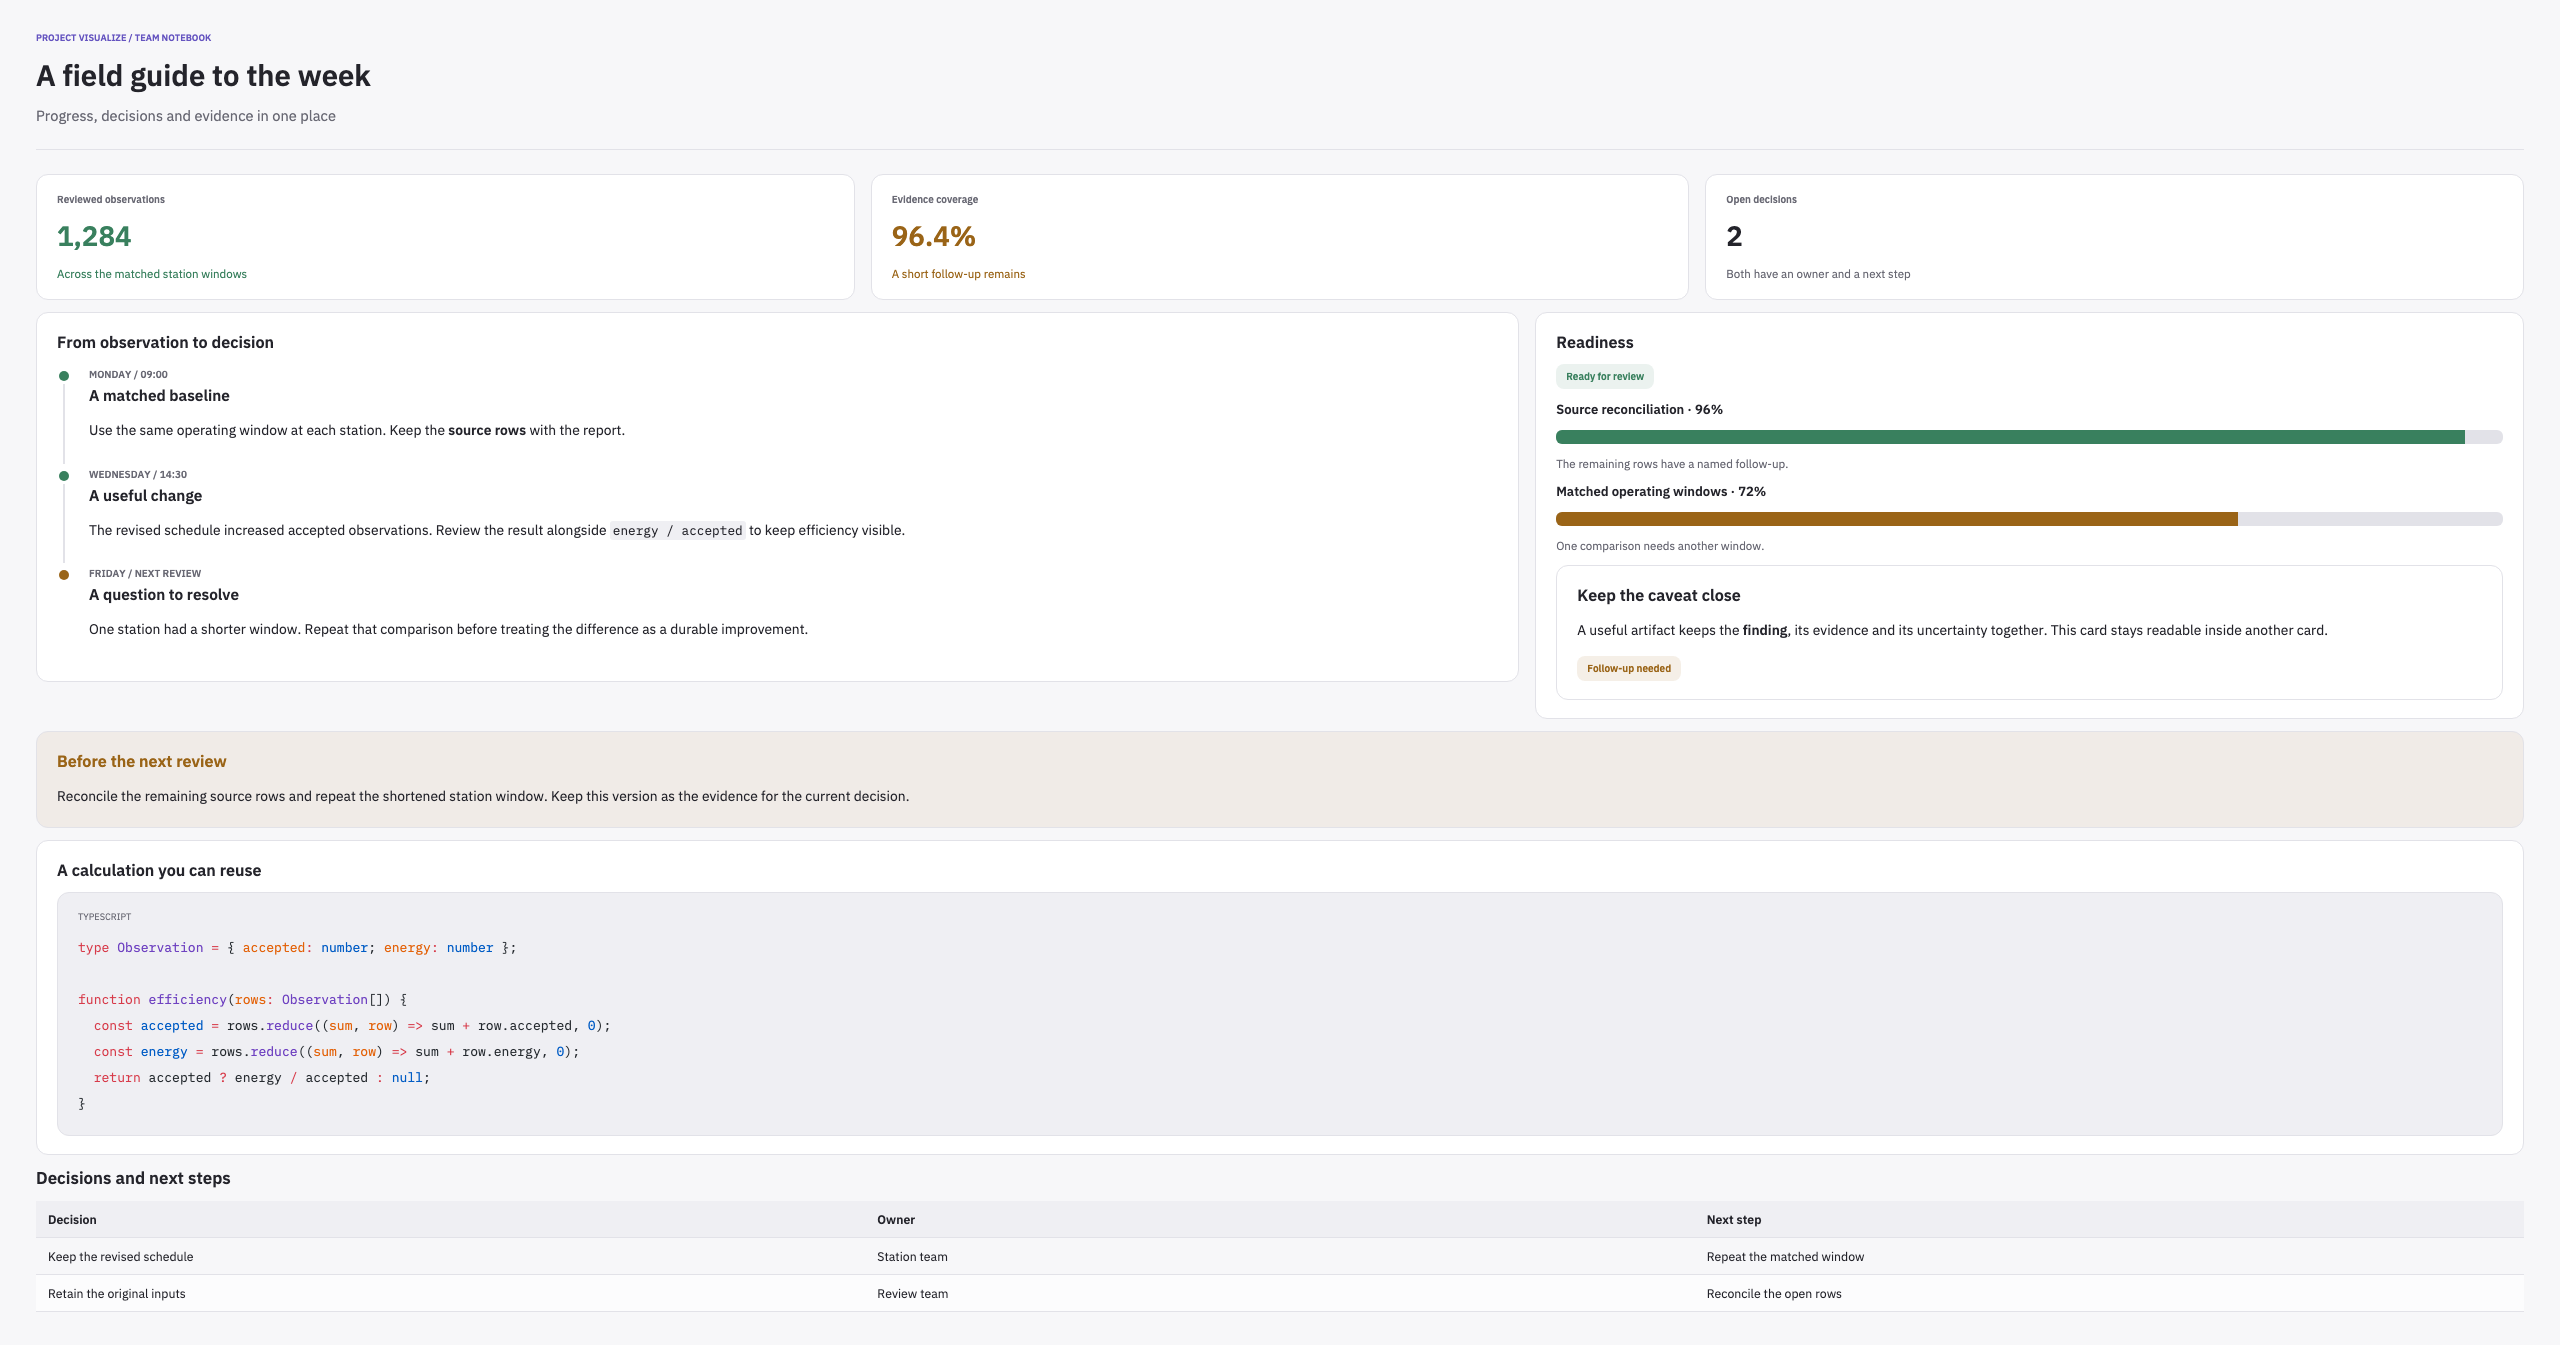 PROJECT VISUALIZE / TEAM NOTEBOOK
A field guide to the week
Progress, decisions and evidence in one place
Reviewed observations
1,284
Across the matched station windows
Evidence coverage
96.4%
A short follow-up remains
Open decisions
2
Both have an owner and a next step
From observation to decision
MONDAY / 09:00
A matched baseline
Use the same operating window at each station. Keep the source rows with the report.
WEDNESDAY / 14:30
A useful change
The revised schedule increased accepted observations. Review the result alongside energy / accepted to keep efficiency visible.
FRIDAY / NEXT REVIEW
A question to resolve
One station had a shorter window. Repeat that comparison before treating the difference as a durable improvement.
Readiness
Ready for review
Source reconciliation · 96%
The remaining rows have a named follow-up.
Matched operating windows · 72%
One comparison needs another window.
Keep the caveat close
A useful artifact keeps the finding, its evidence and its uncertainty together. This card stays readable inside another card.
Follow-up needed
Before the next review
Reconcile the remaining source rows and repeat the shortened station window. Keep this version as the evidence for the current decision.
A calculation you can reuse
TYPESCRIPT
type Observation = { accepted: number; energy: number };
function efficiency(rows: Observation[]) {
  const accepted = rows.reduce((sum, row) => sum + row.accepted, 0);
  const energy = rows.reduce((sum, row) => sum + row.energy, 0);
  return accepted ? energy / accepted : null;
}
Decisions and next steps
Decision Owner Next step
Keep the revised schedule Station team Repeat the matched window
Retain the original inputs Review team Reconcile the open rows